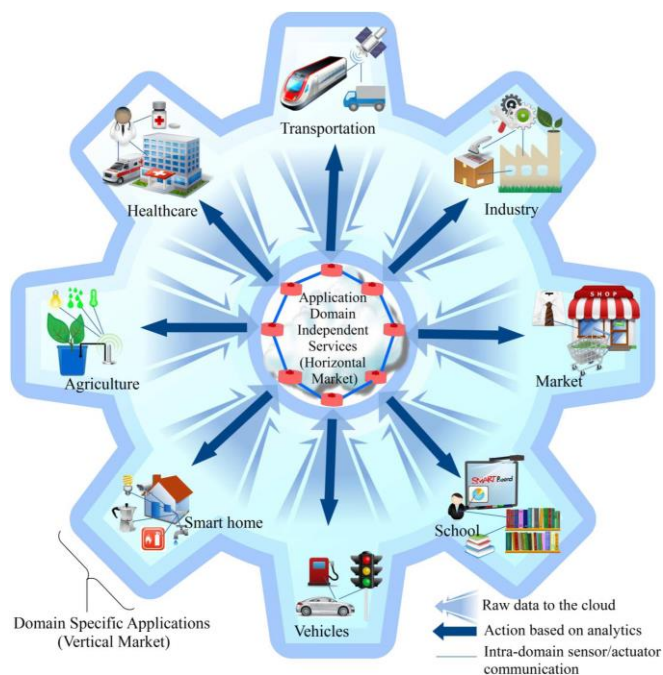 Transportation
Healthcare
Industry
Application
Domain
Independent
Services
(Horizontal
Market)
Agriculture
SHOP
Market
Smart home
SMART Board
School
Vehicles
Domain Specific Applications
(Vertical Market)
Raw data to the cloud
Action based on analytics
Intra-domain sensor/actuator
communication